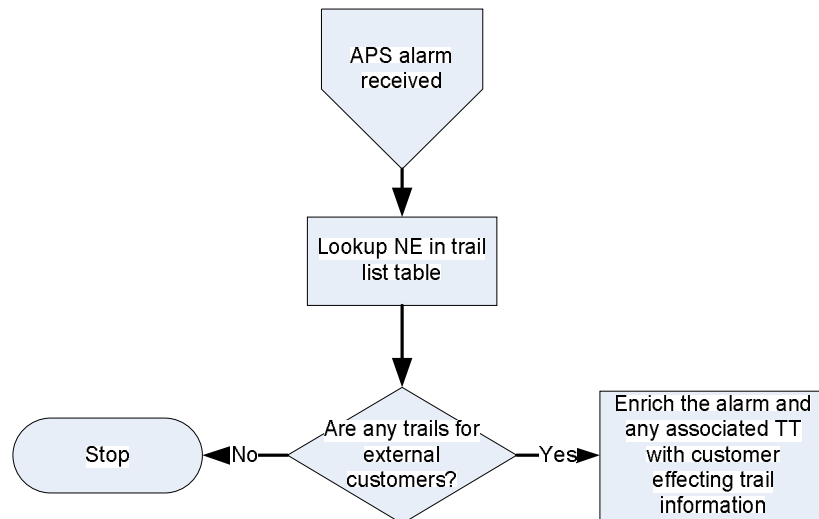 APS alarm
received
Lookup NE in trail
list table
Are any trails for
external
customers?
No
Stop
Yes
Enrich the alarm and
any associated TT
with customer
effecting trail
information